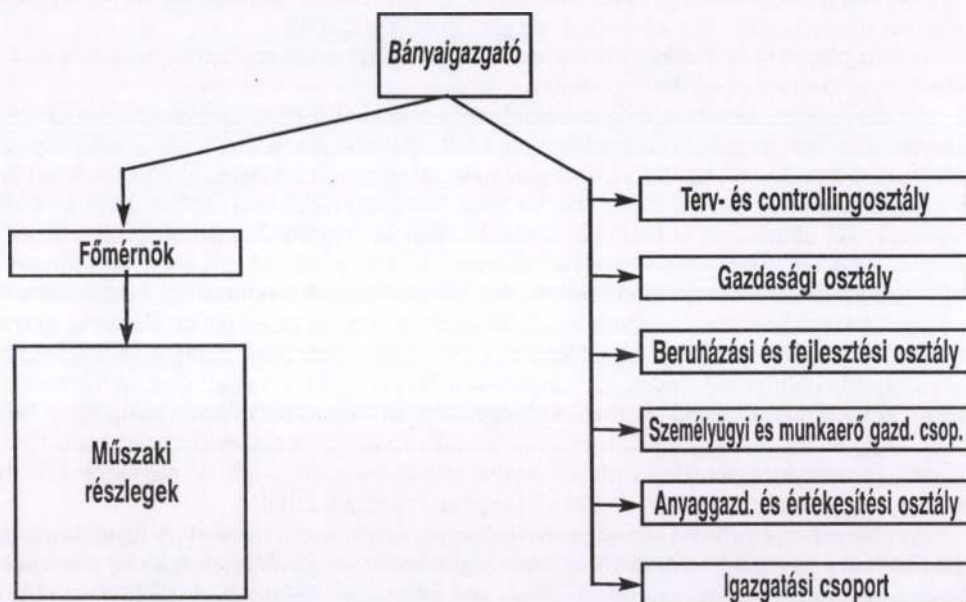 Bányaigazgató
Főmérnök
Műszaki
részlegek
Terv- és controllingosztály
Gazdasági osztály
Beruházási és fejlesztési osztály
Személyügyi és munkaerő gazd. csop.
Anyaggazd. és értékesítési osztály
Igazgatási csoport